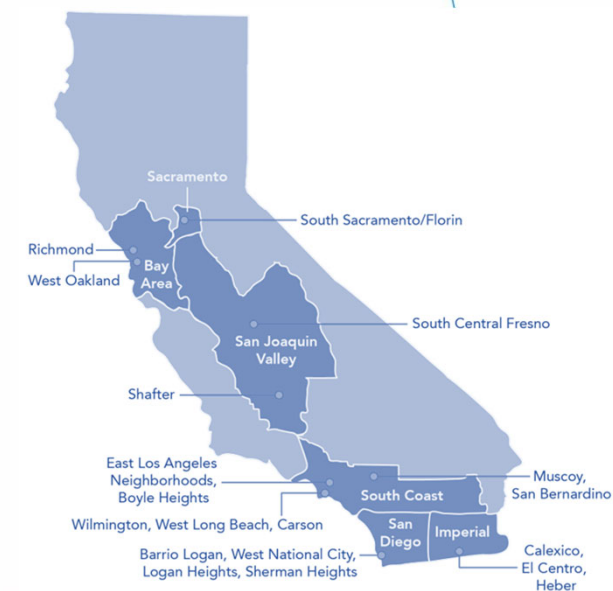 Sacramento
South Sacramento/Florin
Richmond
West Oakland
Bay
Area
South Central Fresno
San Joaquin
Valley
Shafter
East Los Angeles
Neighborhoods,
Boyle Heights
Muscoy,
San Bernardino
South Coast
Wilmington, West Long Beach, Carson
San
Diego
Imperial
Barrio Logan, West National City,
Logan Heights, Sherman Heights
Calexico,
El Centro,
Heber